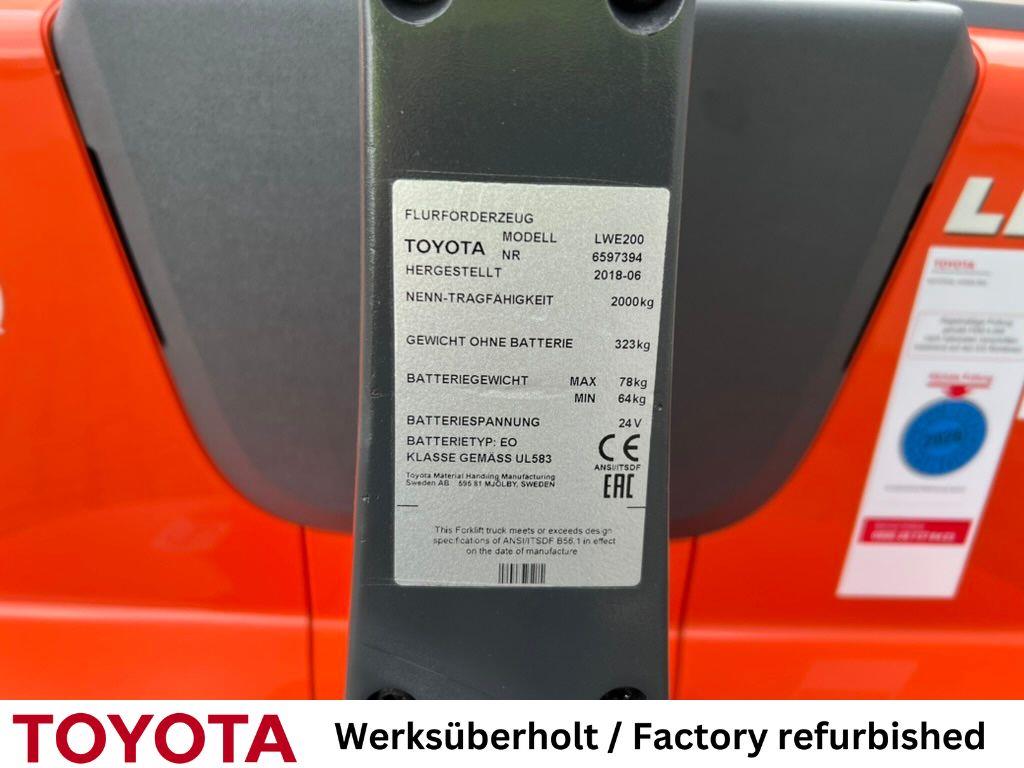 FLURFÖRDERZEUG
TOYOTA MODELL LWE200
NR 6597394
HERGESTELLT 2018-06
NENN-TRAGFÄHIGKEIT 2000kg
GEWICHT OHNE BATTERIE 323kg
BATTERIEGEWICHT MAX 78kg
MIN 64kg
BATTERIESPANNUNG 24V
BATTERIETYP: EO
KLASSE GEMÄSS UL583
CE
ANSI/ITSDF
EAC
Toyota Material Handling Manufacturing
Sweden AB 595 81 MJÖLBY, SWEDEN
This Forklift truck meets or exceeds design
specifications of ANSI/ITSDF B56.1 in effect
on the date of manufacture
TOYOTA
2026
TOYOTA Werksüberholt / Factory refurbished